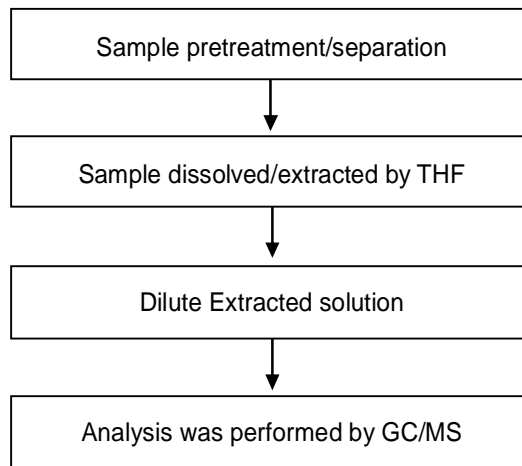 Sample pretreatment/separation
Sample dissolved/extracted by THF
Dilute Extracted solution
Analysis was performed by GC/MS